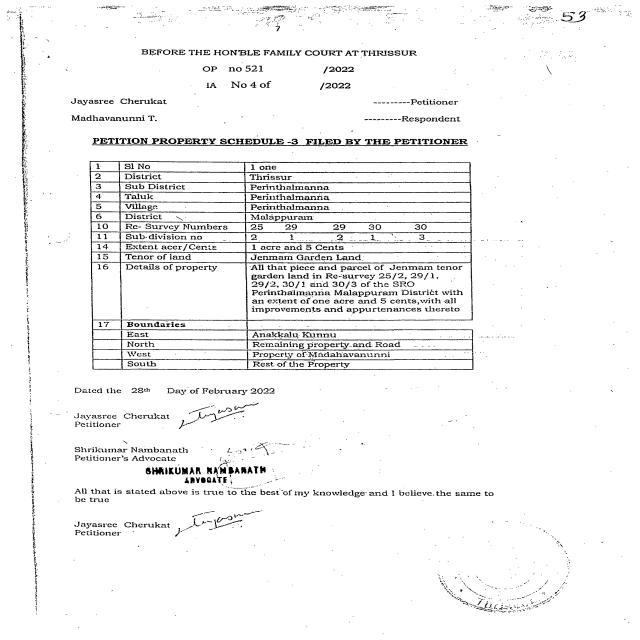 53
7
BEFORE THE HON'BLE FAMILY COURT AT THRISSUR
OP no 521 /2022
IA No 4 of /2022
Jayasree Cherukat ---------Petitioner
Madhavanunni T. ---------Respondent
PETITION PROPERTY SCHEDULE -3 FILED BY THE PETITIONER
1 Sl No 1 one
2 District Thrissur
3 Sub District Perinthalmanna
4 Taluk Perinthalmanna
5 Village Perinthalmanna
6 District Malappuram
10 Re- Survey Numbers 25 29 29 30 30
11 Sub-division no 2 1 2 1 3
14 Extent acer/Cents 1 acre and 5 Cents
15 Tenor of land Jenmam Garden Land
16 Details of property All that piece and parcel of Jenmam tenor
garden land in Re-survey 25/2, 29/1,
29/2, 30/1 and 30/3 of the SRO
Perinthalmanna Malappuram District with
an extent of one acre and 5 cents,with all
improvements and appurtenances thereto
17 Boundaries
East Anakkalu Kunnu
North Remaining property and Road
West Property of Madahavanunni
South Rest of the Property
Dated the 28th Day of February 2022
Jayasree Cherukat
Petitioner
Shrikumar Nambanath
Petitioner's Advocate
SHRIKUMAR NAMBANATH
ADVOCATE
All that is stated above is true to the best of my knowledge and I believe the same to
be true
Jayasree Cherukat
Petitioner